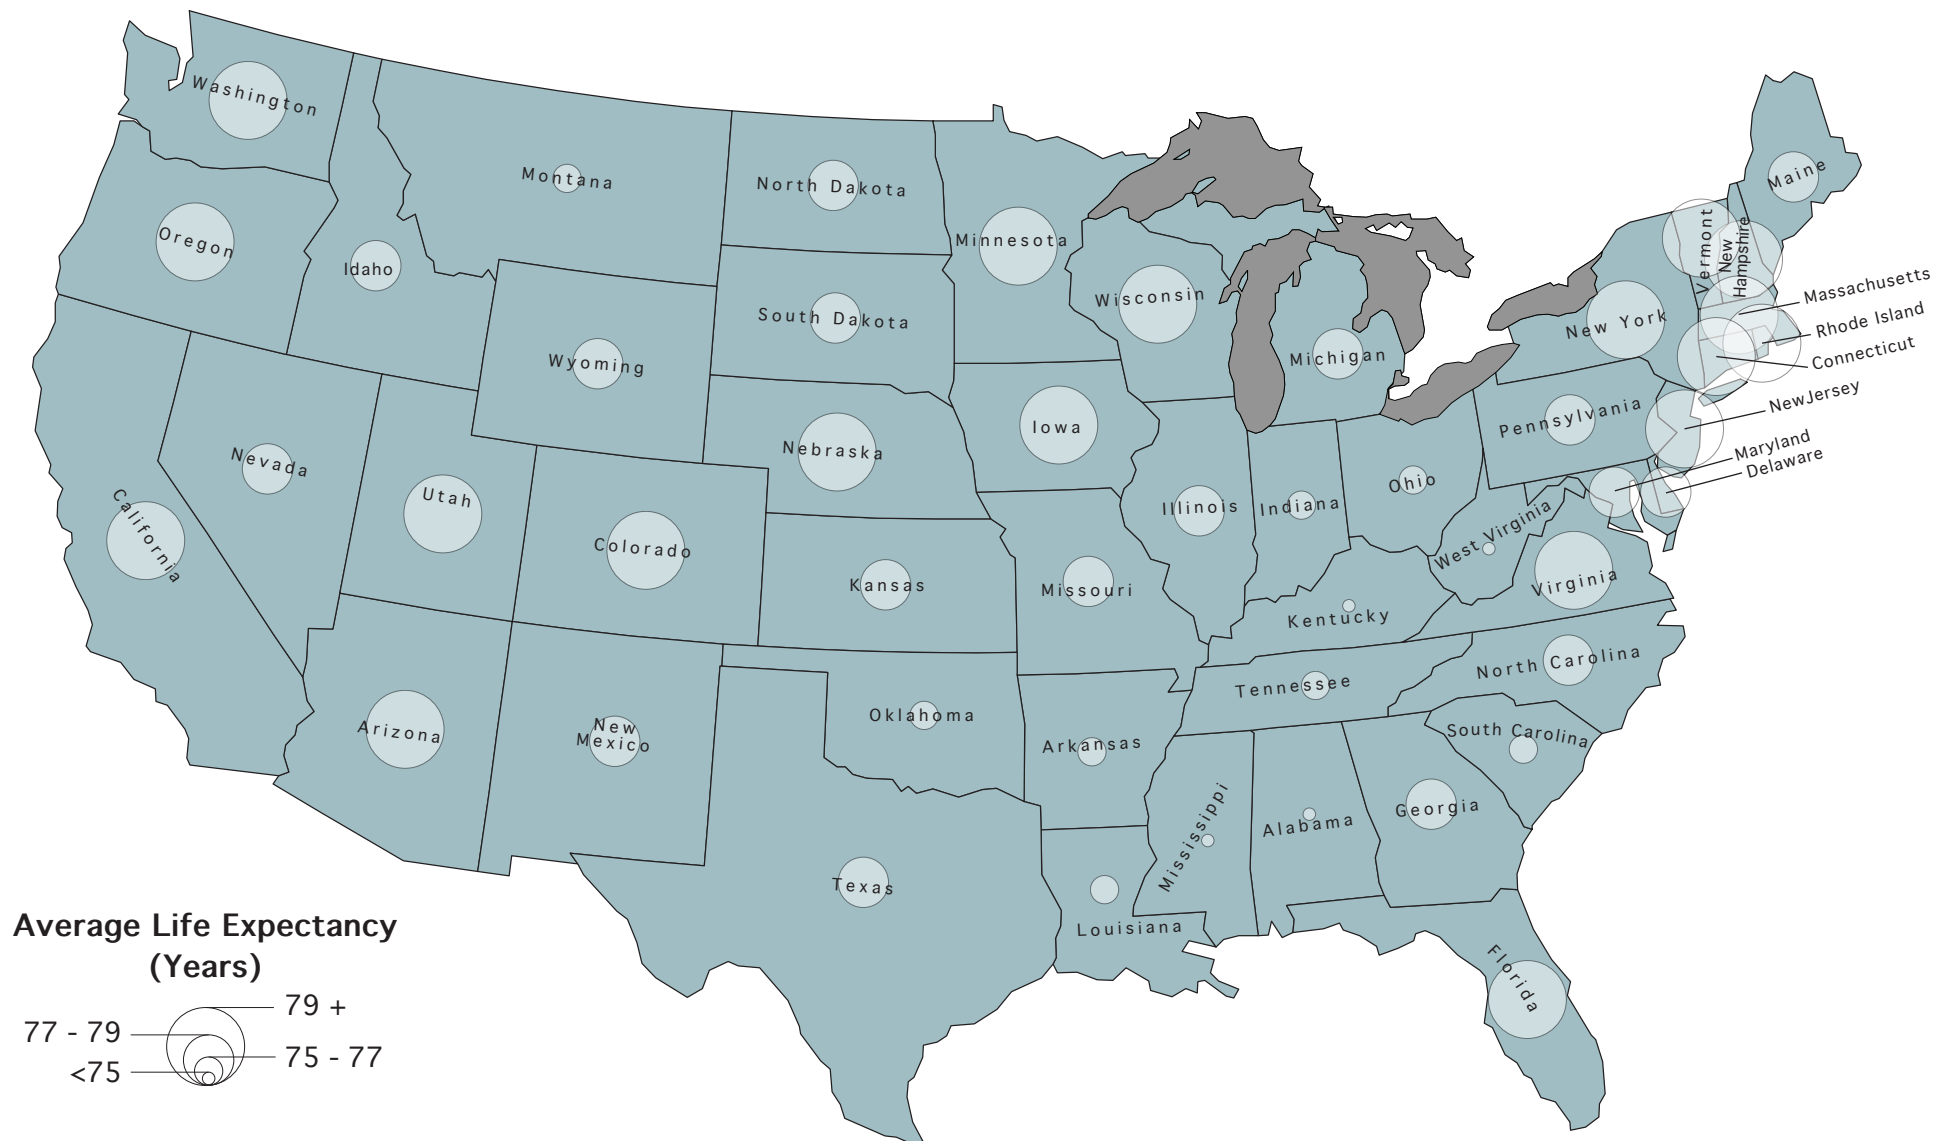 Washington
Montana
North Dakota
Minnesota
Maine
Oregon
Idaho
Vermont
New
Hampshire
Massachusetts
Rhode Island
Connecticut
Wisconsin
South Dakota
New York
Michigan
Wyoming
NewJersey
Pennsylvania
Iowa
Nebraska
Maryland
Delaware
Nevada
Utah
Ohio
Illinois
Indiana
California
Colorado
West Virginia
Kansas
Missouri
Virginia
Kentucky
North Carolina
Tennessee
Arizona
New
Mexico
Oklahoma
Arkansas
South Carolina
Mississippi
Alabama
Georgia
Texas
Louisiana
Florida
Average Life Expectancy
(Years)
79 +
77 - 79
75 - 77
<75